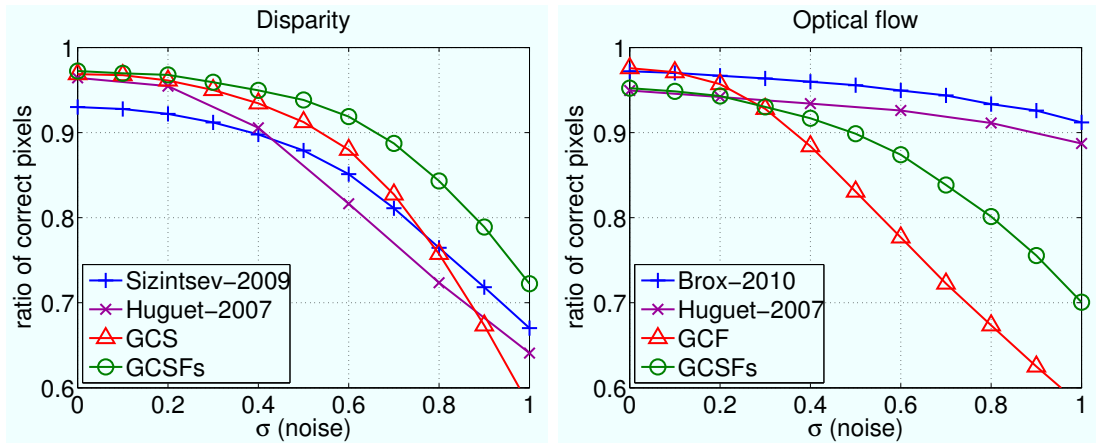 Disparity
1
0.9
0.8
0.7
0.6
ratio of correct pixels
Sizintsev−2009
Huguet−2007
GCS
GCSFs
0 0.2 0.4 0.6 0.8 1
σ (noise)
Optical flow
1
0.9
0.8
0.7
0.6
ratio of correct pixels
Brox−2010
Huguet−2007
GCF
GCSFs
0 0.2 0.4 0.6 0.8 1
σ (noise)